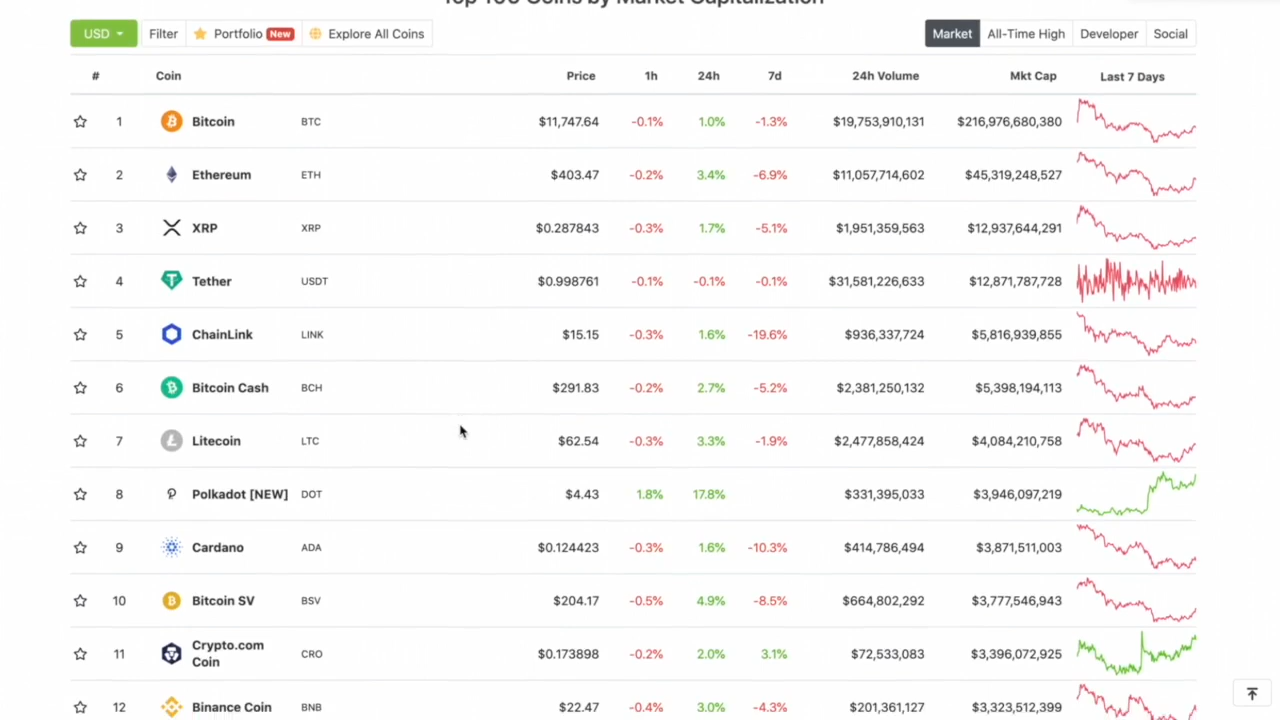 Top 100 Coins by Market Capitalization
USD Filter Portfolio New Explore All Coins Market All-Time High Developer Social
# Coin Price 1h 24h 7d 24h Volume Mkt Cap Last 7 Days
1 Bitcoin BTC $11,747.64 -0.1% 1.0% -1.3% $19,753,910,131 $216,976,680,380
2 Ethereum ETH $403.47 -0.2% 3.4% -6.9% $11,057,714,602 $45,319,248,527
3 XRP XRP $0.287843 -0.3% 1.7% -5.1% $1,951,359,563 $12,937,644,291
4 Tether USDT $0.998761 -0.1% -0.1% -0.1% $31,581,226,633 $12,871,787,728
5 ChainLink LINK $15.15 -0.3% 1.6% -19.6% $936,337,724 $5,816,939,855
6 Bitcoin Cash BCH $291.83 -0.2% 2.7% -5.2% $2,381,250,132 $5,398,194,113
7 Litecoin LTC $62.54 -0.3% 3.3% -1.9% $2,477,858,424 $4,084,210,758
8 Polkadot [NEW] DOT $4.43 1.8% 17.8% $331,395,033 $3,946,097,219
9 Cardano ADA $0.124423 -0.3% 1.6% -10.3% $414,786,494 $3,871,511,003
10 Bitcoin SV BSV $204.17 -0.5% 4.9% -8.5% $664,802,292 $3,777,546,943
11 Crypto.com Coin CRO $0.173898 -0.2% 2.0% 3.1% $72,533,083 $3,396,072,925
12 Binance Coin BNB $22.47 -0.4% 3.0% -4.3% $201,361,127 $3,323,512,399